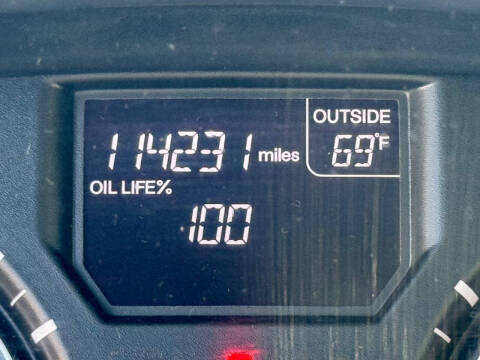 OUTSIDE
114231 miles 69°F
OIL LIFE%
100